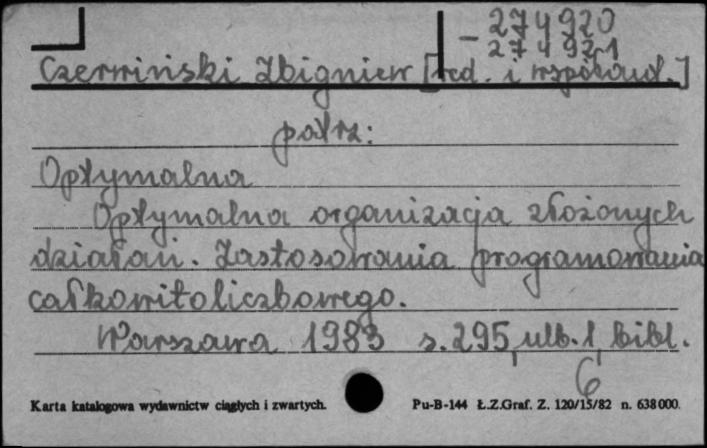 – 274920
274921
Czerwiński Zbigniew [red. i współaut.]
patrz:
Optymalna
Optymalna organizacja złożonych
działań. Zastosowania programowania
całkowitoliczbowego.
Warszawa 1983 s. 295, ulb. 1, bibl.
6
Karta katalogowa wydawnictw ciągłych i zwartych. Pu-B-144 Ł.Z.Graf. Z. 120/15/82 n. 638000.